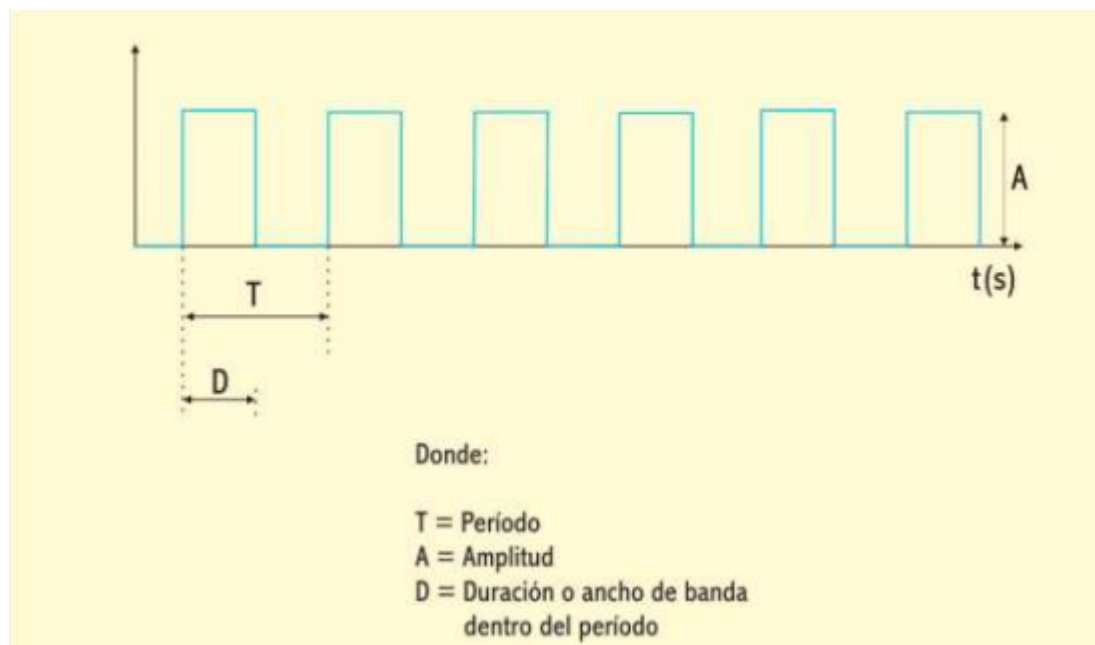 A
t(s)
T
D
Donde:
T = Período
A = Amplitud
D = Duración o ancho de banda
dentro del período